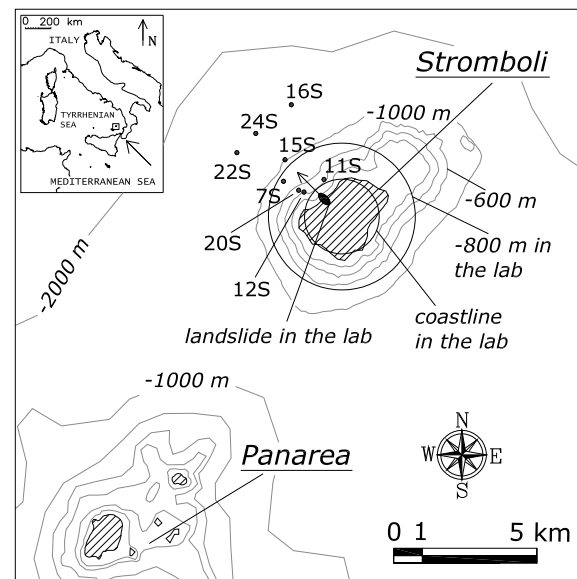 0 200 km
ITALY
N
TYRRHENIAN
SEA
MEDITERRANEAN SEA
Stromboli
16S
-1000 m
24S
15S
22S
11S
7S
-600 m
20S
-800 m in
the lab
12S
-2000 m
landslide in the lab
coastline
in the lab
-1000 m
Panarea
N
W E
S
0 1 5 km